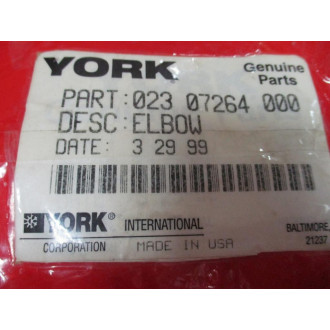 YORK Genuine Parts
PART: 023 07264 000
DESC: ELBOW
DATE: 3 29 99
YORK® INTERNATIONAL
CORPORATION MADE IN USA
BALTIMORE,
21237